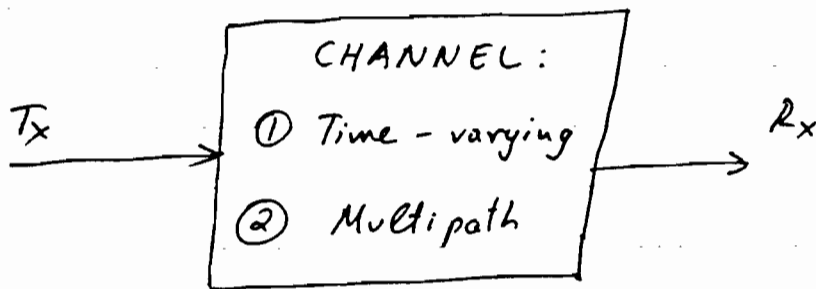 CHANNEL:
Tx
① Time-varying
Rx
② Multipath